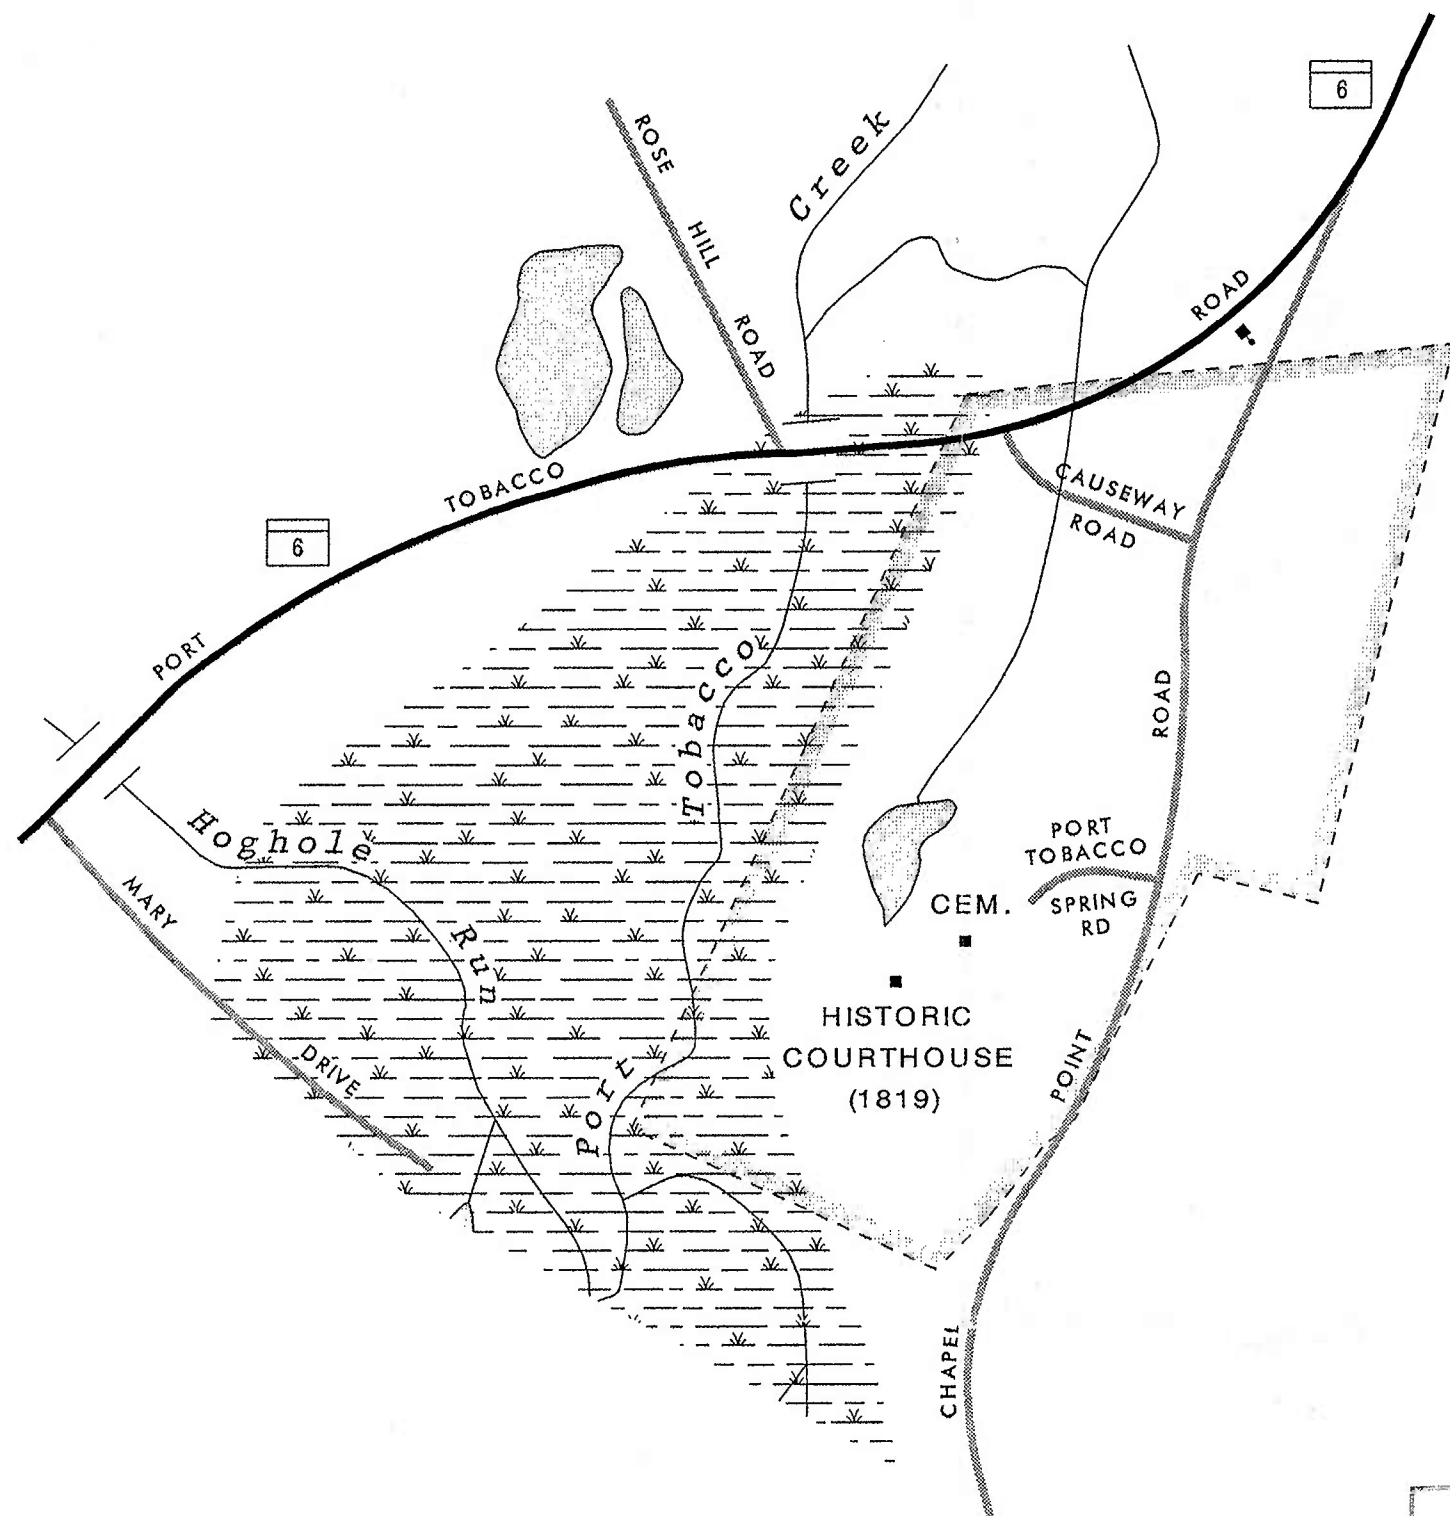 6
ROSE HILL ROAD
Port Tobacco Creek
PORT TOBACCO ROAD
6
CAUSEWAY
ROAD
Hoghole Run
MARY DRIVE
CHAPEL POINT ROAD
PORT
TOBACCO
SPRING
RD
CEM.
HISTORIC
COURTHOUSE
(1819)